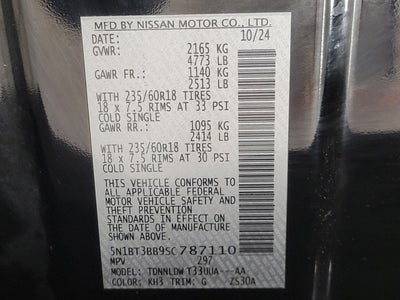 MFD BY NISSAN MOTOR CO., LTD.
DATE: 10/24
GVWR: 2165 KG
4773 LB
GAWR FR.: 1140 KG
2513 LB
WITH 235/60R18 TIRES
18 x 7.5 RIMS AT 33 PSI
COLD SINGLE
GAWR RR.: 1095 KG
2414 LB
WITH 235/60R18 TIRES
18 x 7.5 RIMS AT 30 PSI
COLD SINGLE
THIS VEHICLE CONFORMS TO
ALL APPLICABLE FEDERAL
MOTOR VEHICLE SAFETY
AND THEFT PREVENTION
STANDARDS IN EFFECT ON
THE DATE OF MANUFACTURE
SHOWN ABOVE.
5N1BT3BB9SC787110
MPV 297
MODEL: TDNNLDW T33UUA---AA
COLOR: KH3 TRIM: G ZS30A